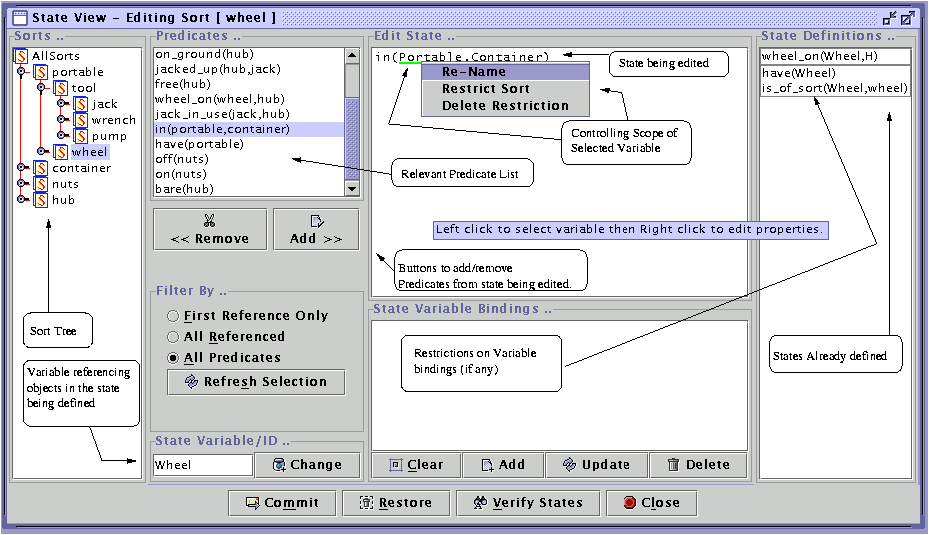 State View - Editing Sort [ wheel ]
Sorts ..
AllSorts
portable
tool
jack
wrench
pump
wheel
container
nuts
hub
Sort Tree
Variable referencing
objects in the state
being defined
Predicates ..
on_ground(hub)
jacked_up(hub,jack)
free(hub)
wheel_on(wheel,hub)
jack_in_use(jack,hub)
in(portable,container)
have(portable)
off(nuts)
on(nuts)
bare(hub)
<< Remove
Add >>
Filter By ..
First Reference Only
All Referenced
All Predicates
Refresh Selection
State Variable/ID ..
Wheel
Change
Edit State ..
in(Portable,Container)
Re-Name
Restrict Sort
Delete Restriction
State being edited
Controlling Scope of
Selected Variable
Relevant Predicate List
Left click to select variable then Right click to edit properties.
Buttons to add/remove
Predicates from state being edited.
State Variable Bindings ..
Restrictions on Variable
bindings (if any)
Clear
Add
Update
Delete
State Definitions ..
wheel_on(Wheel,H)
have(Wheel)
is_of_sort(Wheel,wheel)
States Already defined
Commit
Restore
Verify States
Close